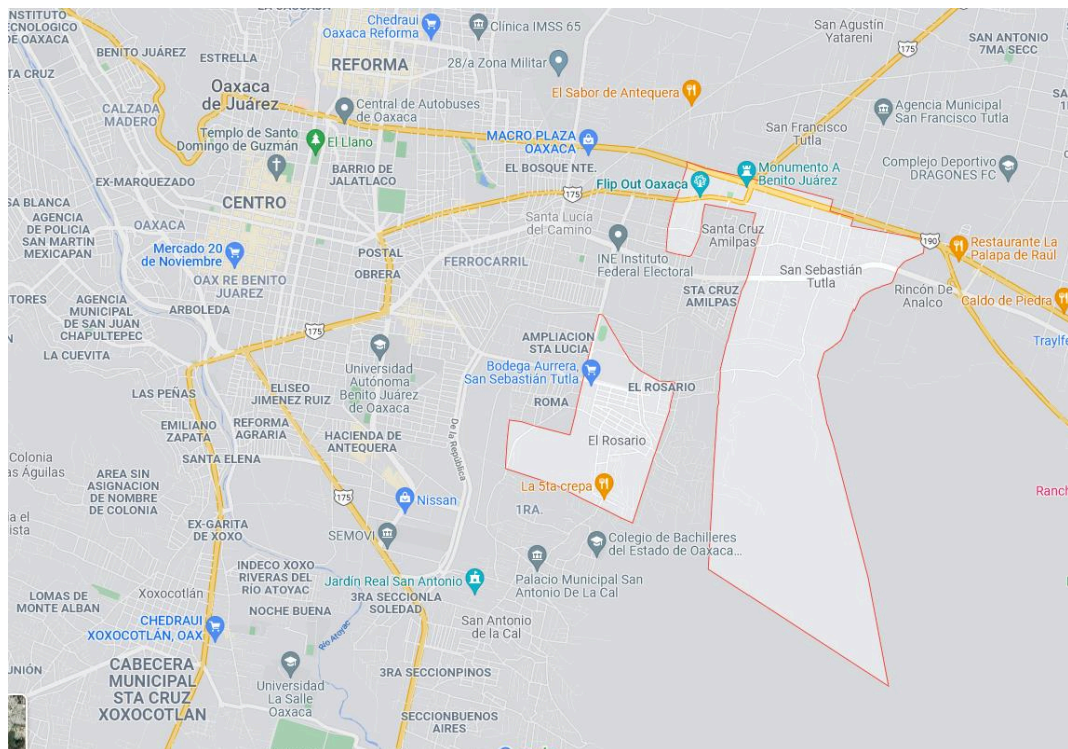 LA CASCADA
INSTITUTO
ECNOLÓGICO
DE OAXACA
Chedraui
Oaxaca Reforma
Clínica IMSS 65
San Agustín
Yatareni
175
SAN ANTONIO
7MA SECC
BENITO JUÁREZ
ESTRELLA
REFORMA
28/a Zona Militar
TA CRUZ
Oaxaca
de Juárez
CALZADA
MADERO
Central de Autobuses
de Oaxaca
El Sabor de Antequera
Agencia Municipal
San Francisco Tutla
Templo de Santo
Domingo de Guzmán
El Llano
MACRO PLAZA
OAXACA
San Francisco
Tutla
BARRIO DE
JALATLACO
EL BOSQUE NTE.
Monumento A
Benito Juárez
Complejo Deportivo
DRAGONES FC
EX-MARQUEZADO
CENTRO
175
Flip Out Oaxaca
SA BLANCA
AGENCIA
DE POLICIA
SAN MARTIN
MEXICAPAN
OAXACA
Santa Lucía
del Camino
Santa Cruz
Amilpas
190
Mercado 20
de Noviembre
POSTAL
FERROCARRIL
INE Instituto
Federal Electoral
San Sebastián
Tutla
Restaurante La
Palapa de Raúl
OAX RE BENITO
JUAREZ
OBRERA
STA CRUZ
AMILPAS
Rincón De
Analco
Caldo de Piedra
TORES
AGENCIA
MUNICIPAL
DE SAN JUAN
CHAPULTEPEC
ARBOLEDA
175
AMPLIACION
STA LUCIA
Traylfe
LA CUEVITA
Universidad
Autónoma
Benito Juárez
de Oaxaca
Bodega Aurrera,
San Sebastián Tutla
EL ROSARIO
LAS PEÑAS
ELISEO
JIMENEZ RUIZ
ROMA
EMILIANO
ZAPATA
REFORMA
AGRARIA
HACIENDA DE
ANTEQUERA
De la República
El Rosario
Colonia
as Águilas
SANTA ELENA
AREA SIN
ASIGNACION
DE NOMBRE
DE COLONIA
175
Nissan
La 5ta crepa
Ranch
1RA.
EX-GARITA
DE XOXO
SEMOVI
Colegio de Bachilleres
del Estado de Oaxaca...
INDECO XOXO
RIVERAS DEL
RIO ATOYAC
Jardín Real San Antonio
Palacio Municipal San
Antonio De La Cal
LOMAS DE
MONTE ALBAN
Xoxocotlán
NOCHE BUENA
3RA SECCIONLA
SOLEDAD
CHEDRAUI
XOXOCOTLÁN, OAX
Río Atoyac
San Antonio
de la Cal
UNIÓN
CABECERA
MUNICIPAL
STA CRUZ
XOXOCOTLAN
Universidad
La Salle
Oaxaca
3RA SECCIONPINOS
SECCIONBUENOS
AIRES